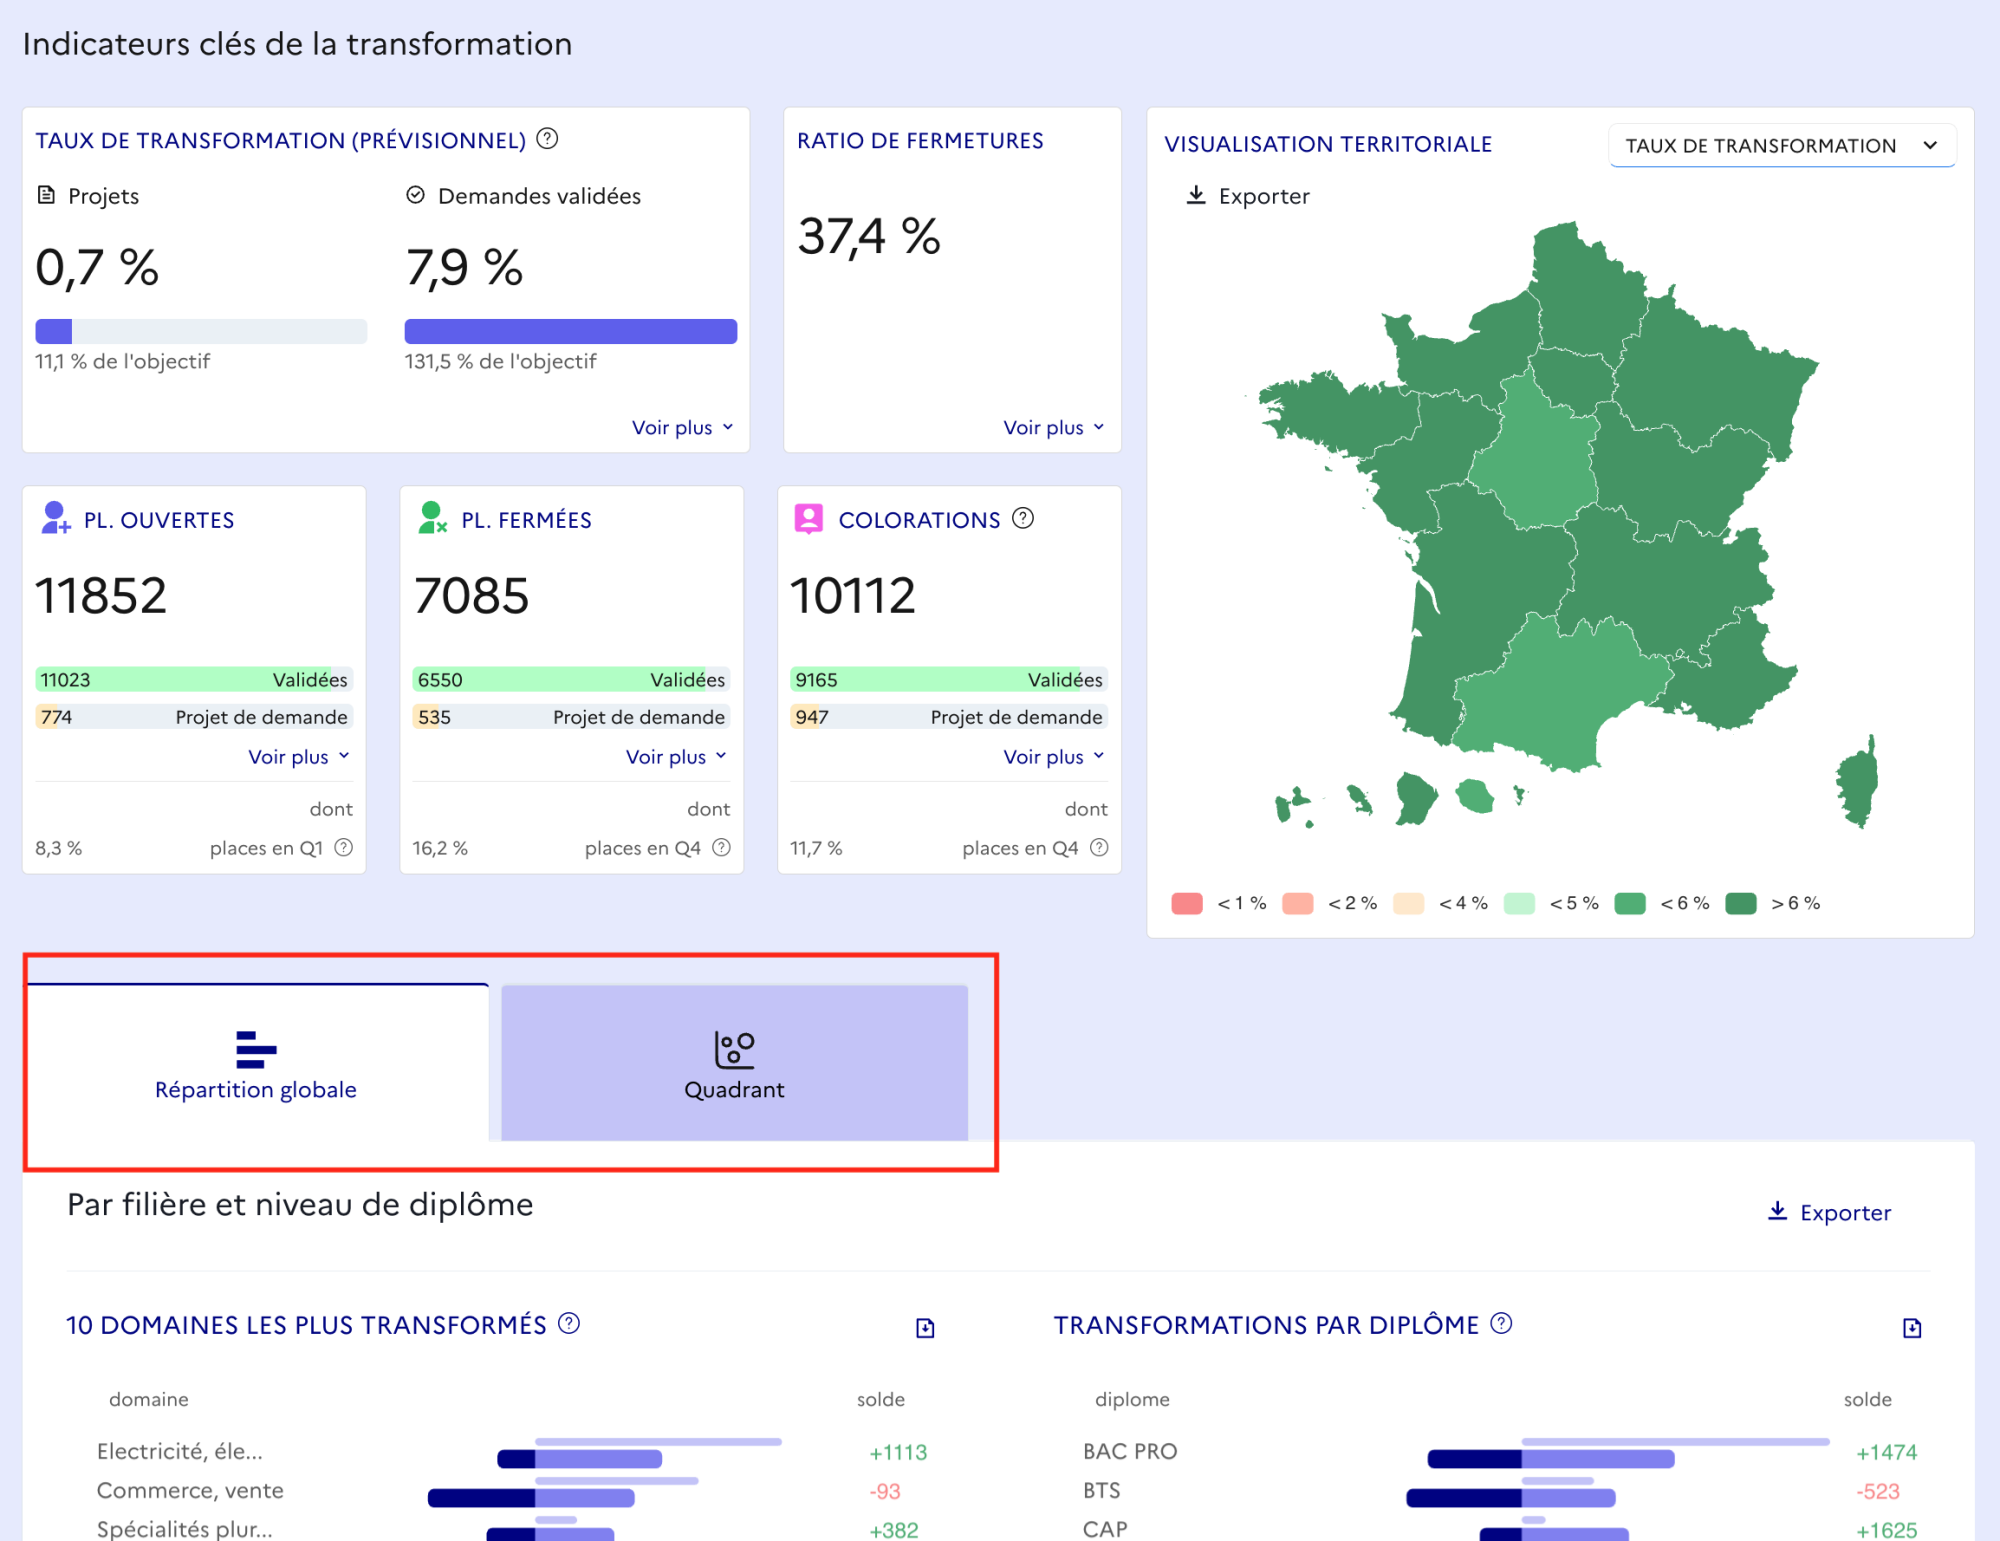 Indicateurs clés de la transformation
TAUX DE TRANSFORMATION (PRÉVISIONNEL) ?
Projets
0,7 %
11,1 % de l'objectif
Demandes validées
7,9 %
131,5 % de l'objectif
Voir plus
RATIO DE FERMETURES
37,4 %
Voir plus
VISUALISATION TERRITORIALE
TAUX DE TRANSFORMATION
Exporter
< 1 %
< 2 %
< 4 %
< 5 %
< 6 %
> 6 %
PL. OUVERTES
11852
11023 Validées
774 Projet de demande
Voir plus
dont
8,3 % places en Q1 ?
PL. FERMÉES
7085
6550 Validées
535 Projet de demande
Voir plus
dont
16,2 % places en Q4 ?
COLORATIONS ?
10112
9165 Validées
947 Projet de demande
Voir plus
dont
11,7 % places en Q4 ?
Répartition globale
Quadrant
Par filière et niveau de diplôme
Exporter
10 DOMAINES LES PLUS TRANSFORMÉS ?
domaine solde
Electricité, éle... +1113
Commerce, vente -93
Spécialités plur... +382
TRANSFORMATIONS PAR DIPLÔME ?
diplome solde
BAC PRO +1474
BTS -523
CAP +1625